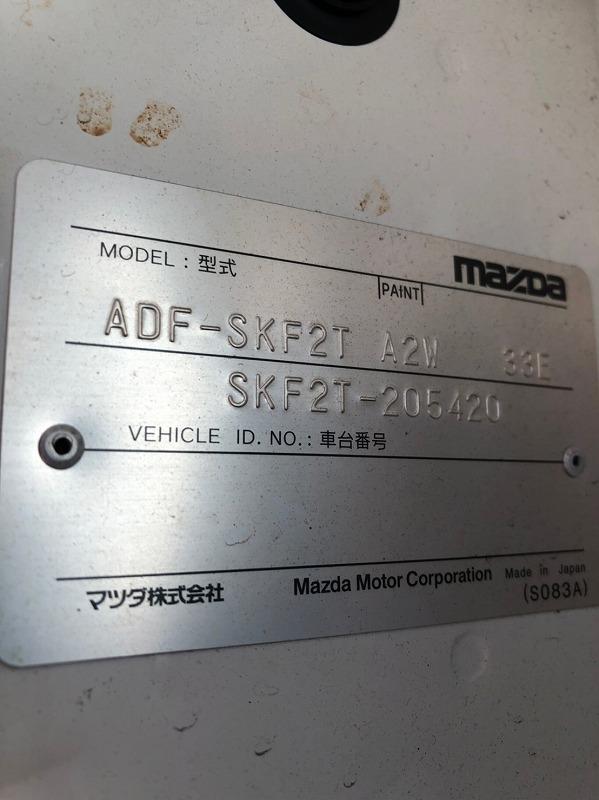 mazda
MODEL : 型式
PAINT
ADF-SKF2T A2W 33E
SKF2T-205420
VEHICLE ID. NO. : 車台番号
マツダ株式会社 Mazda Motor Corporation Made in Japan
(S083A)